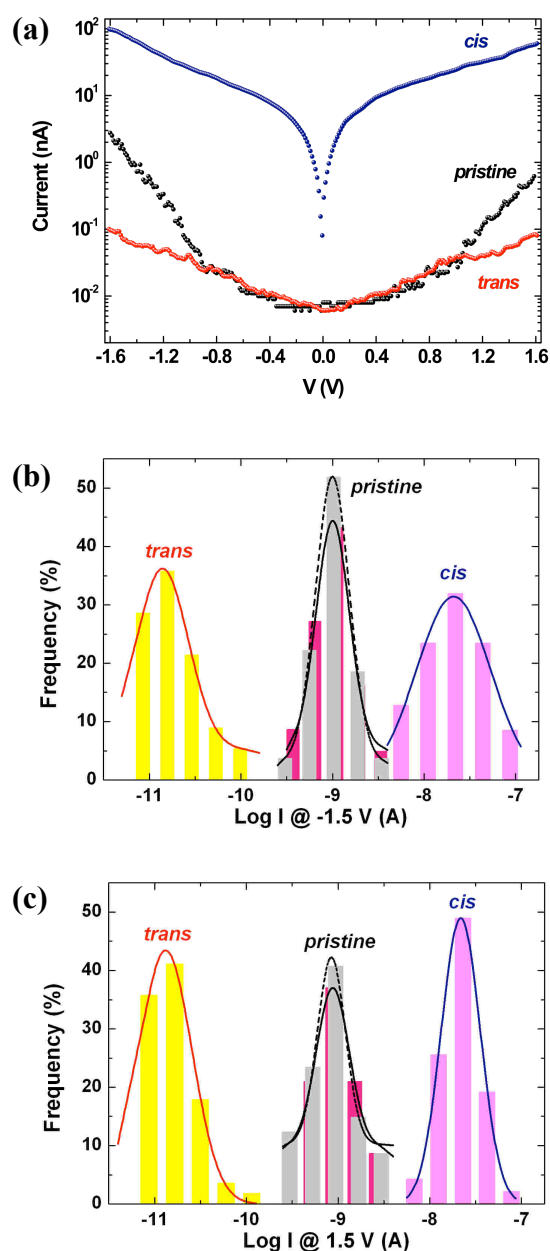 (a)
10²
10¹
10⁰
10⁻¹
10⁻²
Current (nA)
cis
pristine
trans
-1.6 -1.2 -0.8 -0.4 0.0 0.4 0.8 1.2 1.6
V (V)
(b)
50
40
30
20
10
0
Frequency (%)
trans
pristine
cis
-11 -10 -9 -8 -7
Log I @ -1.5 V (A)
(c)
50
40
30
20
10
0
Frequency (%)
trans
pristine
cis
-11 -10 -9 -8 -7
Log I @ 1.5 V (A)